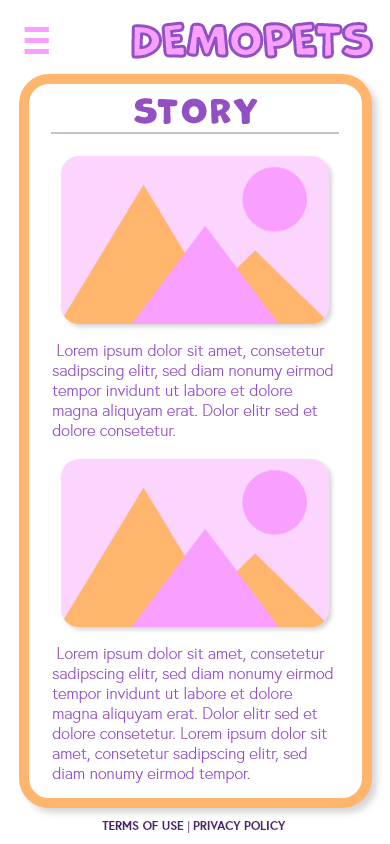 DEMOPETS
STORY
Lorem ipsum dolor sit amet, consetetur
sadipscing elitr, sed diam nonumy eirmod
tempor invidunt ut labore et dolore
magna aliquyam erat. Dolor elitr sed et
dolore consetetur.
Lorem ipsum dolor sit amet, consetetur
sadipscing elitr, sed diam nonumy eirmod
tempor invidunt ut labore et dolore
magna aliquyam erat. Dolor elitr sed et
dolore consetetur. Lorem ipsum dolor sit
amet, consetetur sadipscing elitr, sed
diam nonumy eirmod tempor.
TERMS OF USE | PRIVACY POLICY